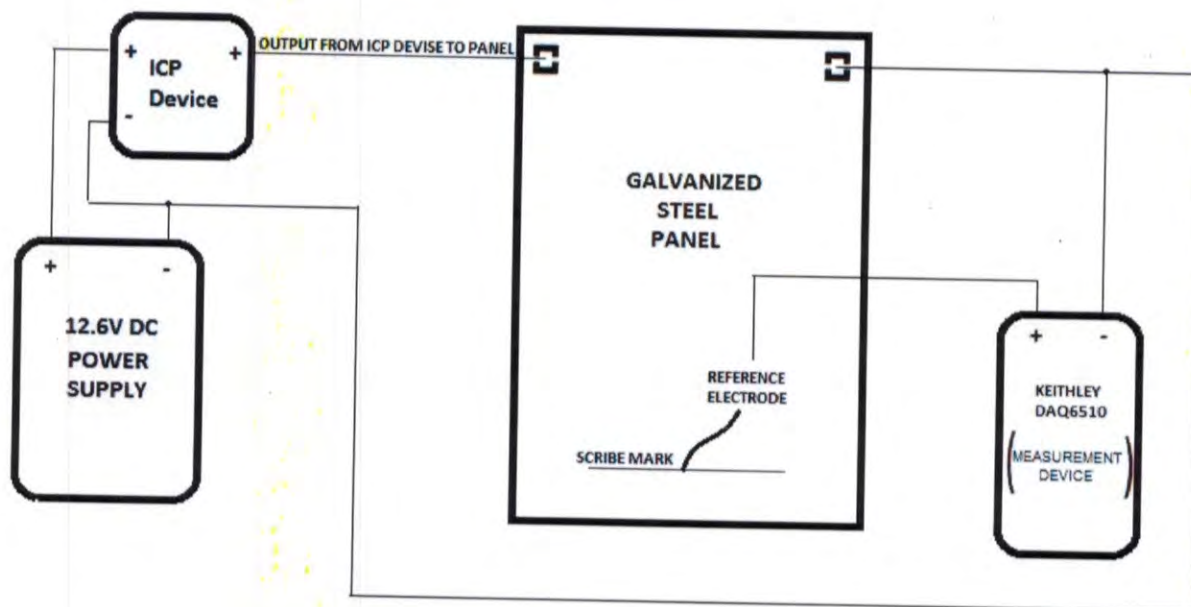 OUTPUT FROM ICP DEVISE TO PANEL
+ +
ICP
Device
-
GALVANIZED
STEEL
PANEL
+ -
12.6V DC
POWER
SUPPLY
REFERENCE
ELECTRODE
SCRIBE MARK
+ -
KEITHLEY
DAQ6510
(MEASUREMENT
DEVICE)